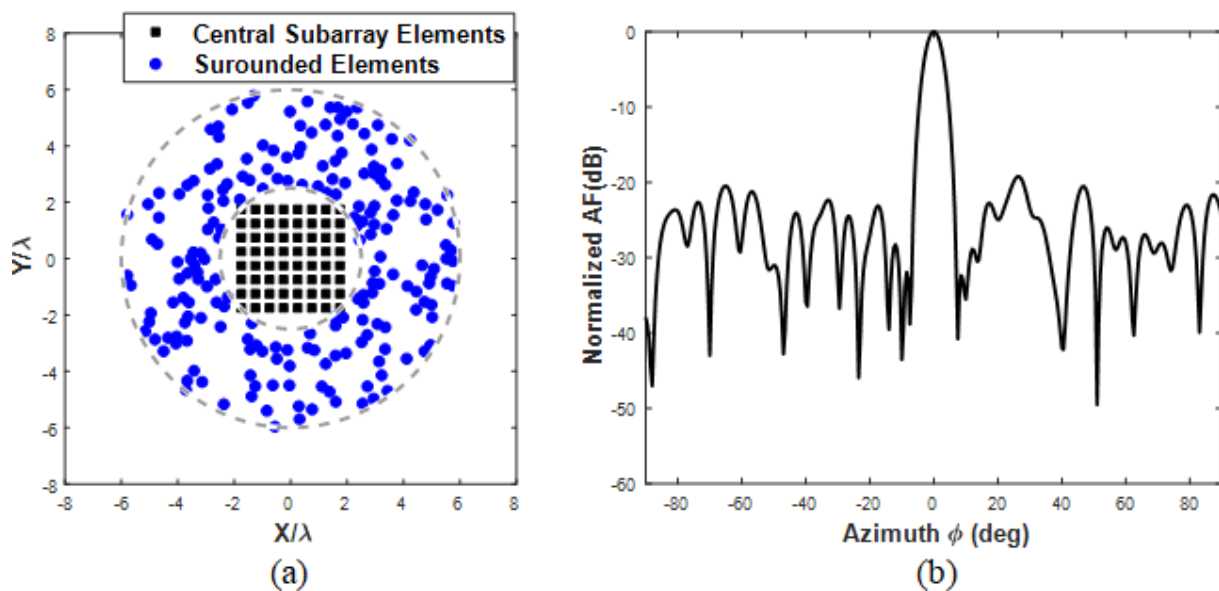 Central Subarray Elements
Surounded Elements
8
6
4
2
0
-2
-4
-6
-8
-8 -6 -4 -2 0 2 4 6 8
Y/λ
X/λ
(a)
0
-10
-20
-30
-40
-50
-60
-80 -60 -40 -20 0 20 40 60 80
Normalized AF(dB)
Azimuth ϕ (deg)
(b)